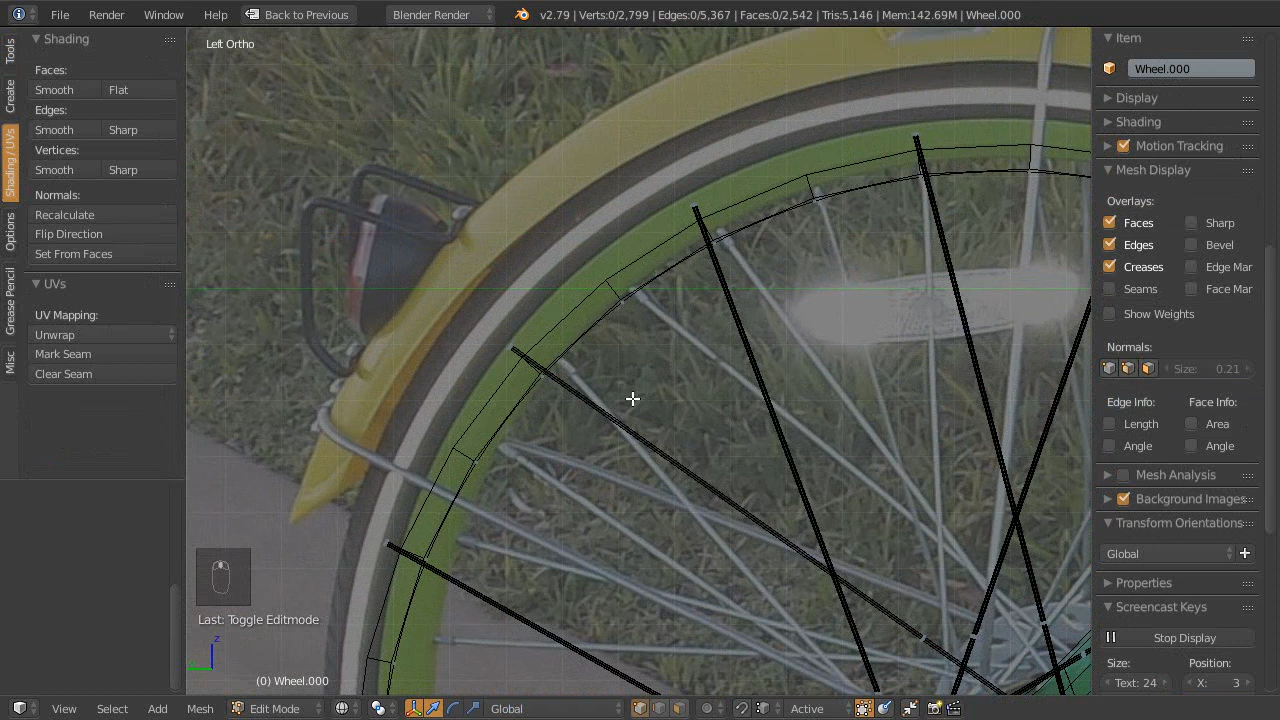 File Render Window Help Back to Previous Blender Render v2.79 | Verts:0/2,799 | Edges:0/5,367 | Faces:0/2,542 | Tris:5,146 | Mem:142.69M | Wheel.000
Tools
Create
Shading / UVs
Options
Grease Pencil
Misc
Shading
Faces:
Smooth Flat
Edges:
Smooth Sharp
Vertices:
Smooth Sharp
Normals:
Recalculate
Flip Direction
Set From Faces
UVs
UV Mapping:
Unwrap
Mark Seam
Clear Seam
Left Ortho
Last: Toggle Editmode
z
(0) Wheel.000
Item
Wheel.000
Display
Shading
Motion Tracking
Mesh Display
Overlays:
Faces Sharp
Edges Bevel
Creases Edge Mar
Seams Face Mar
Show Weights
Normals:
Size: 0.21
Edge Info: Face Info:
Length Area
Angle Angle
Mesh Analysis
Background Images
Transform Orientations
Global
Properties
Screencast Keys
Stop Display
Size: Position:
Text: 24 X: 3
View Select Add Mesh Edit Mode Global Active